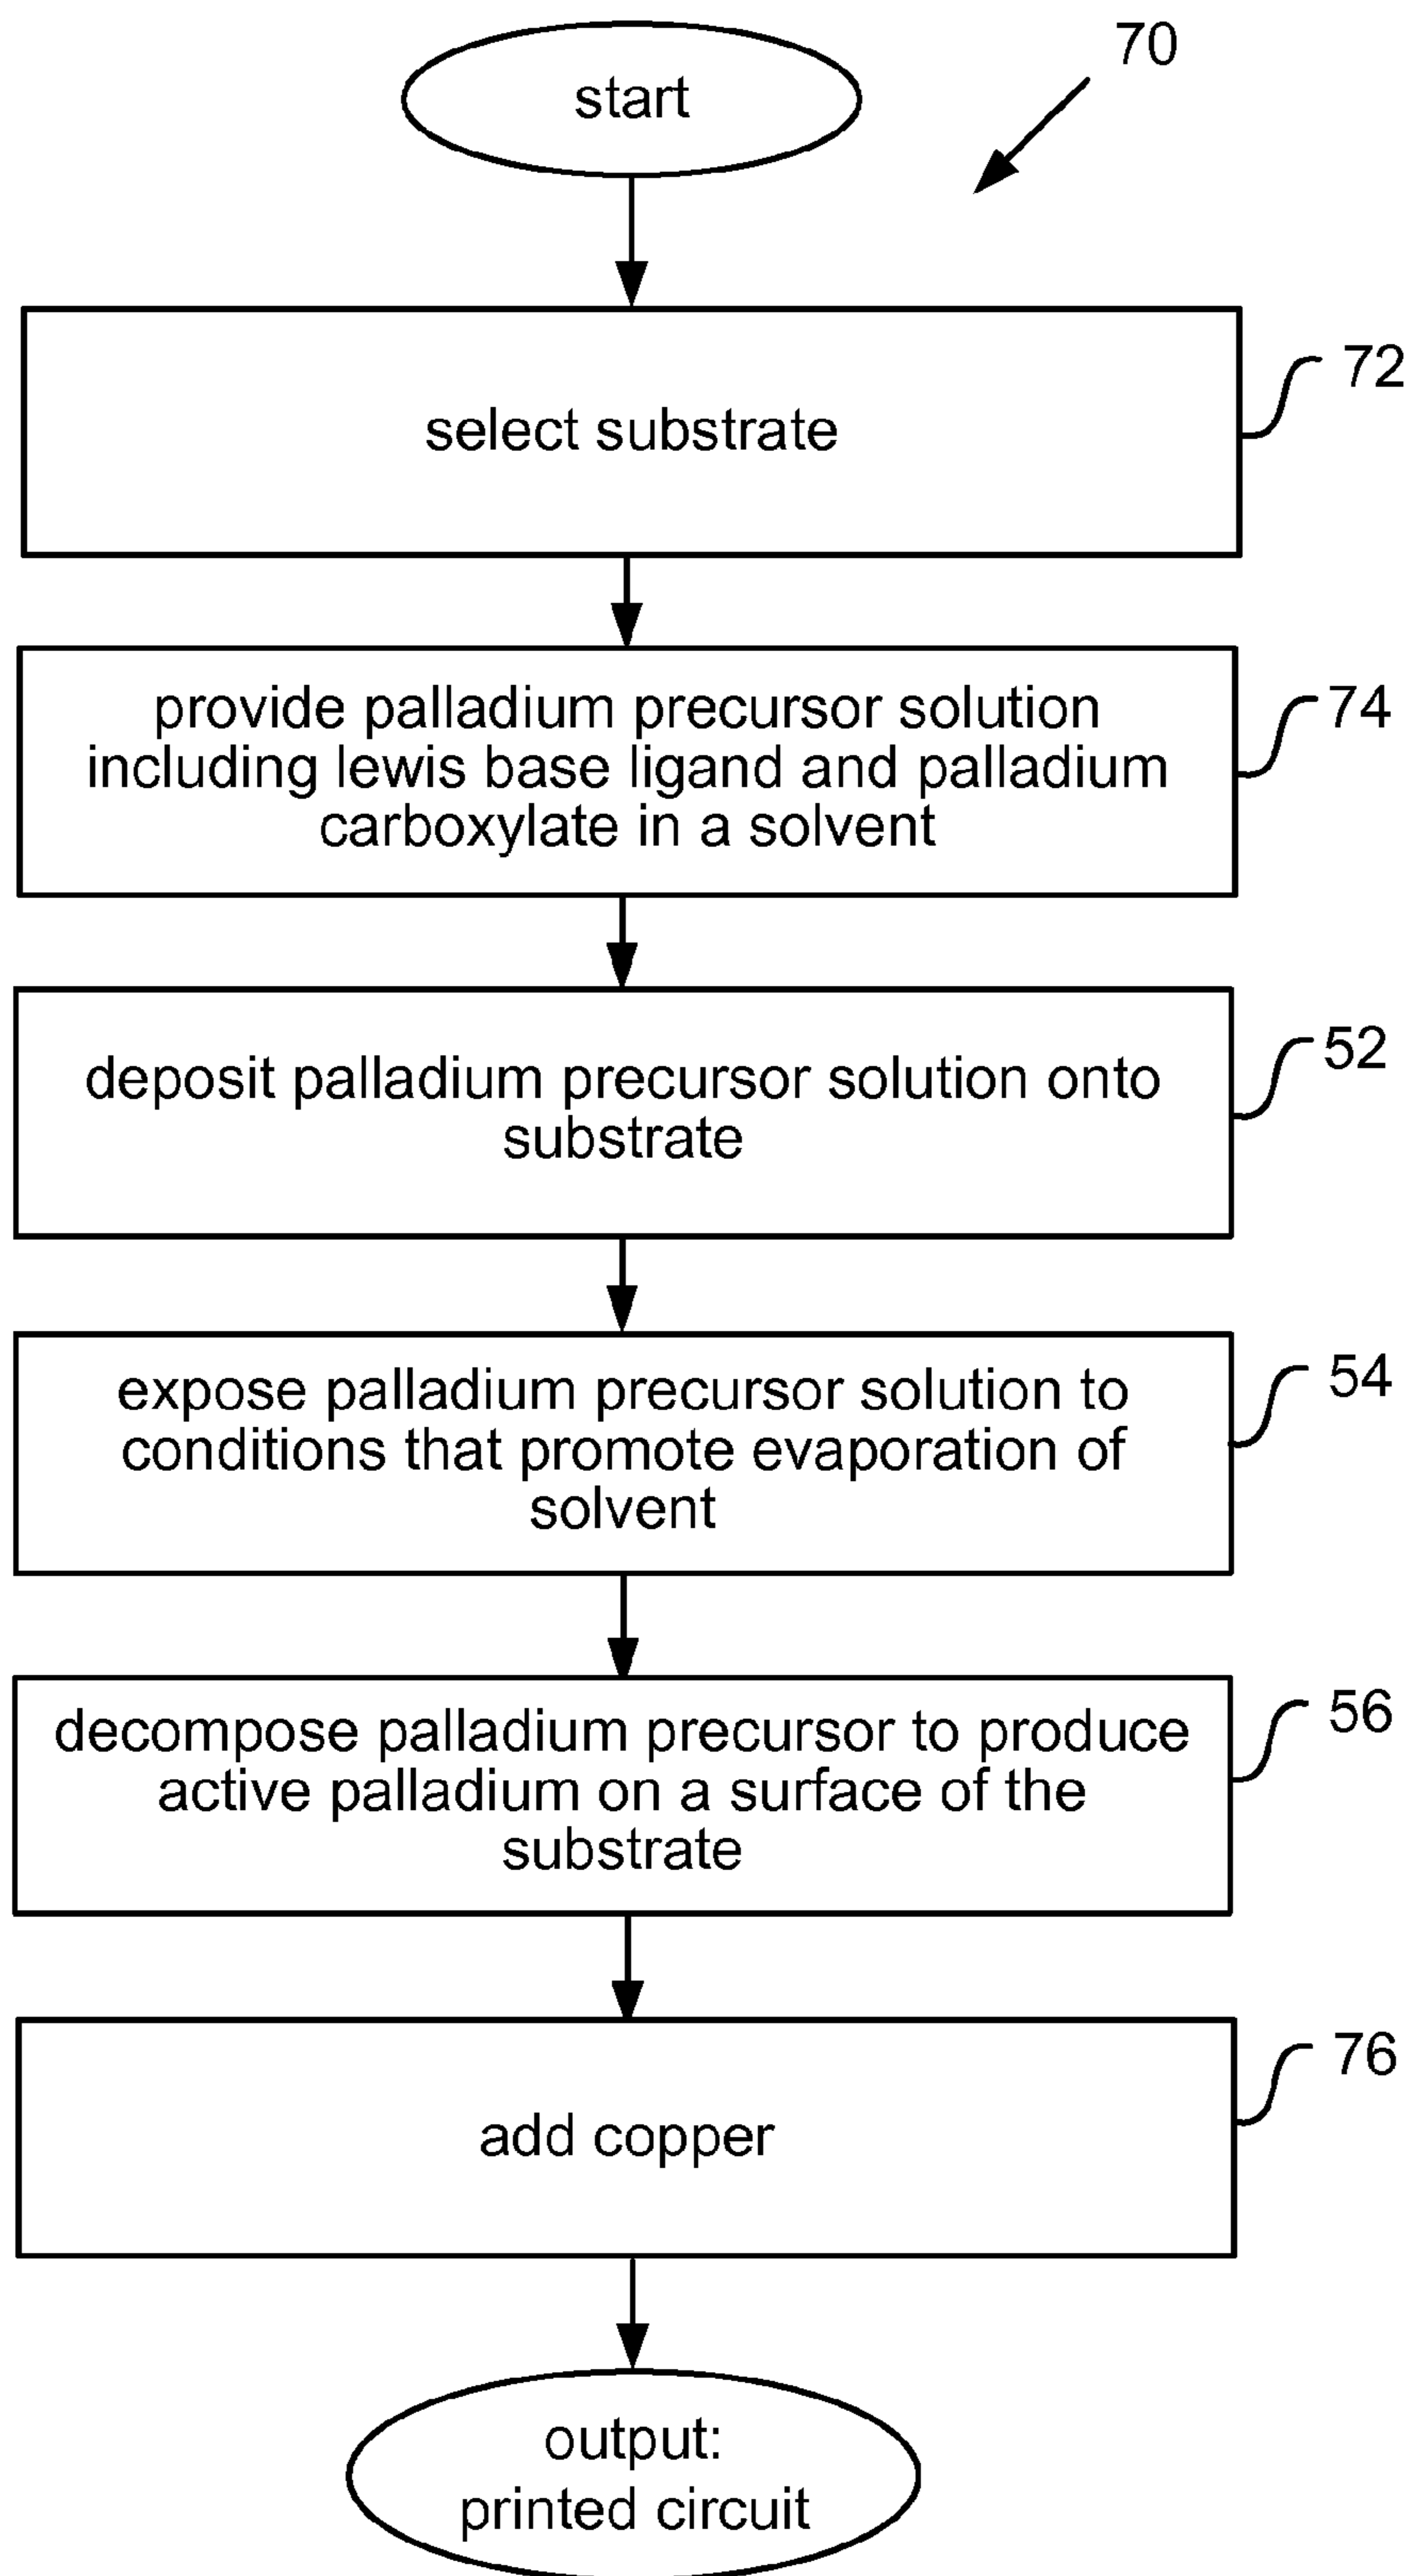 start
70
select substrate
72
provide palladium precursor solution
including lewis base ligand and palladium
carboxylate in a solvent
74
deposit palladium precursor solution onto
substrate
52
expose palladium precursor solution to
conditions that promote evaporation of
solvent
54
decompose palladium precursor to produce
active palladium on a surface of the
substrate
56
add copper
76
output:
printed circuit